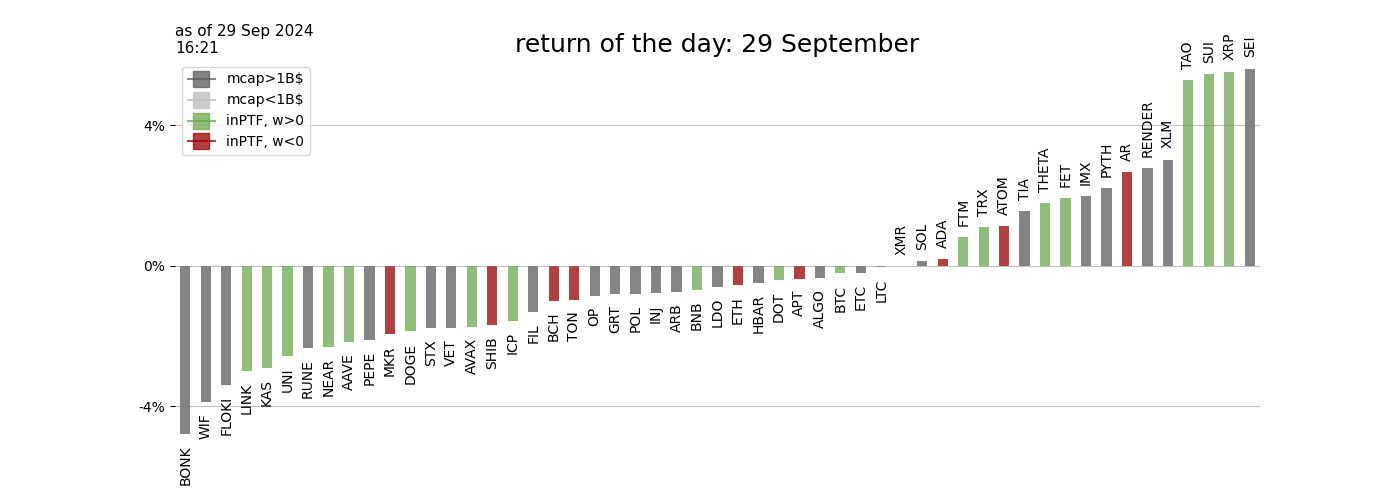 as of 29 Sep 2024
16:21
return of the day: 29 September
mcap>1B$
mcap<1B$
inPTF, w>0
inPTF, w<0
4%
0%
-4%
BONK
WIF
FLOKI
LINK
KAS
UNI
RUNE
NEAR
AAVE
PEPE
MKR
DOGE
STX
VET
AVAX
SHIB
ICP
FIL
BCH
TON
OP
GRT
POL
INJ
ARB
BNB
LDO
ETH
HBAR
DOT
APT
ALGO
BTC
ETC
LTC
XMR
SOL
ADA
FTM
TRX
ATOM
TIA
THETA
FET
IMX
PYTH
AR
RENDER
XLM
TAO
SUI
XRP
SEI